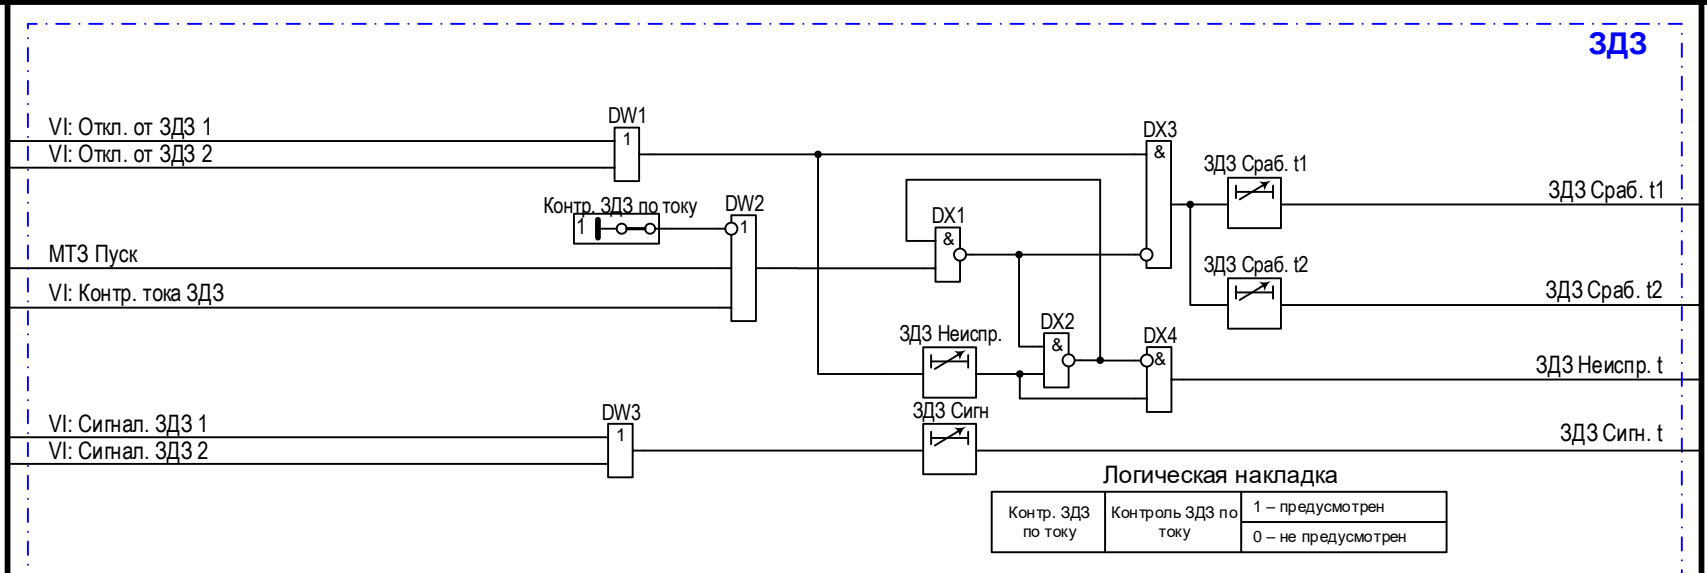 ЗДЗ
VI: Откл. от ЗДЗ 1
VI: Откл. от ЗДЗ 2
DW1
1
DX3
&
ЗДЗ Сраб. t1
ЗДЗ Сраб. t1
Контр. ЗДЗ по току
1
DW2
1
DX1
&
МТЗ Пуск
VI: Контр. тока ЗДЗ
ЗДЗ Сраб. t2
ЗДЗ Сраб. t2
ЗДЗ Неиспр.
DX2
&
DX4
&
ЗДЗ Неиспр. t
VI: Сигнал. ЗДЗ 1
VI: Сигнал. ЗДЗ 2
DW3
1
ЗДЗ Сигн
ЗДЗ Сигн. t
Логическая накладка
Контр. ЗДЗ
по току
Контроль ЗДЗ по
току
1 – предусмотрен
0 – не предусмотрен